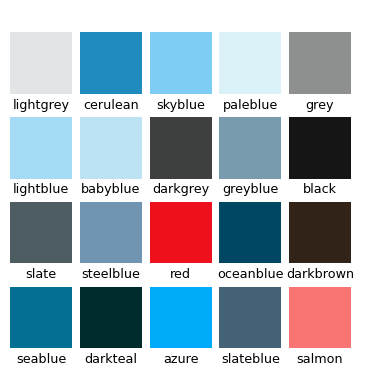 lightgrey cerulean skyblue paleblue grey
lightblue babyblue darkgrey greyblue black
slate steelblue red oceanblue darkbrown
seablue darkteal azure slateblue salmon